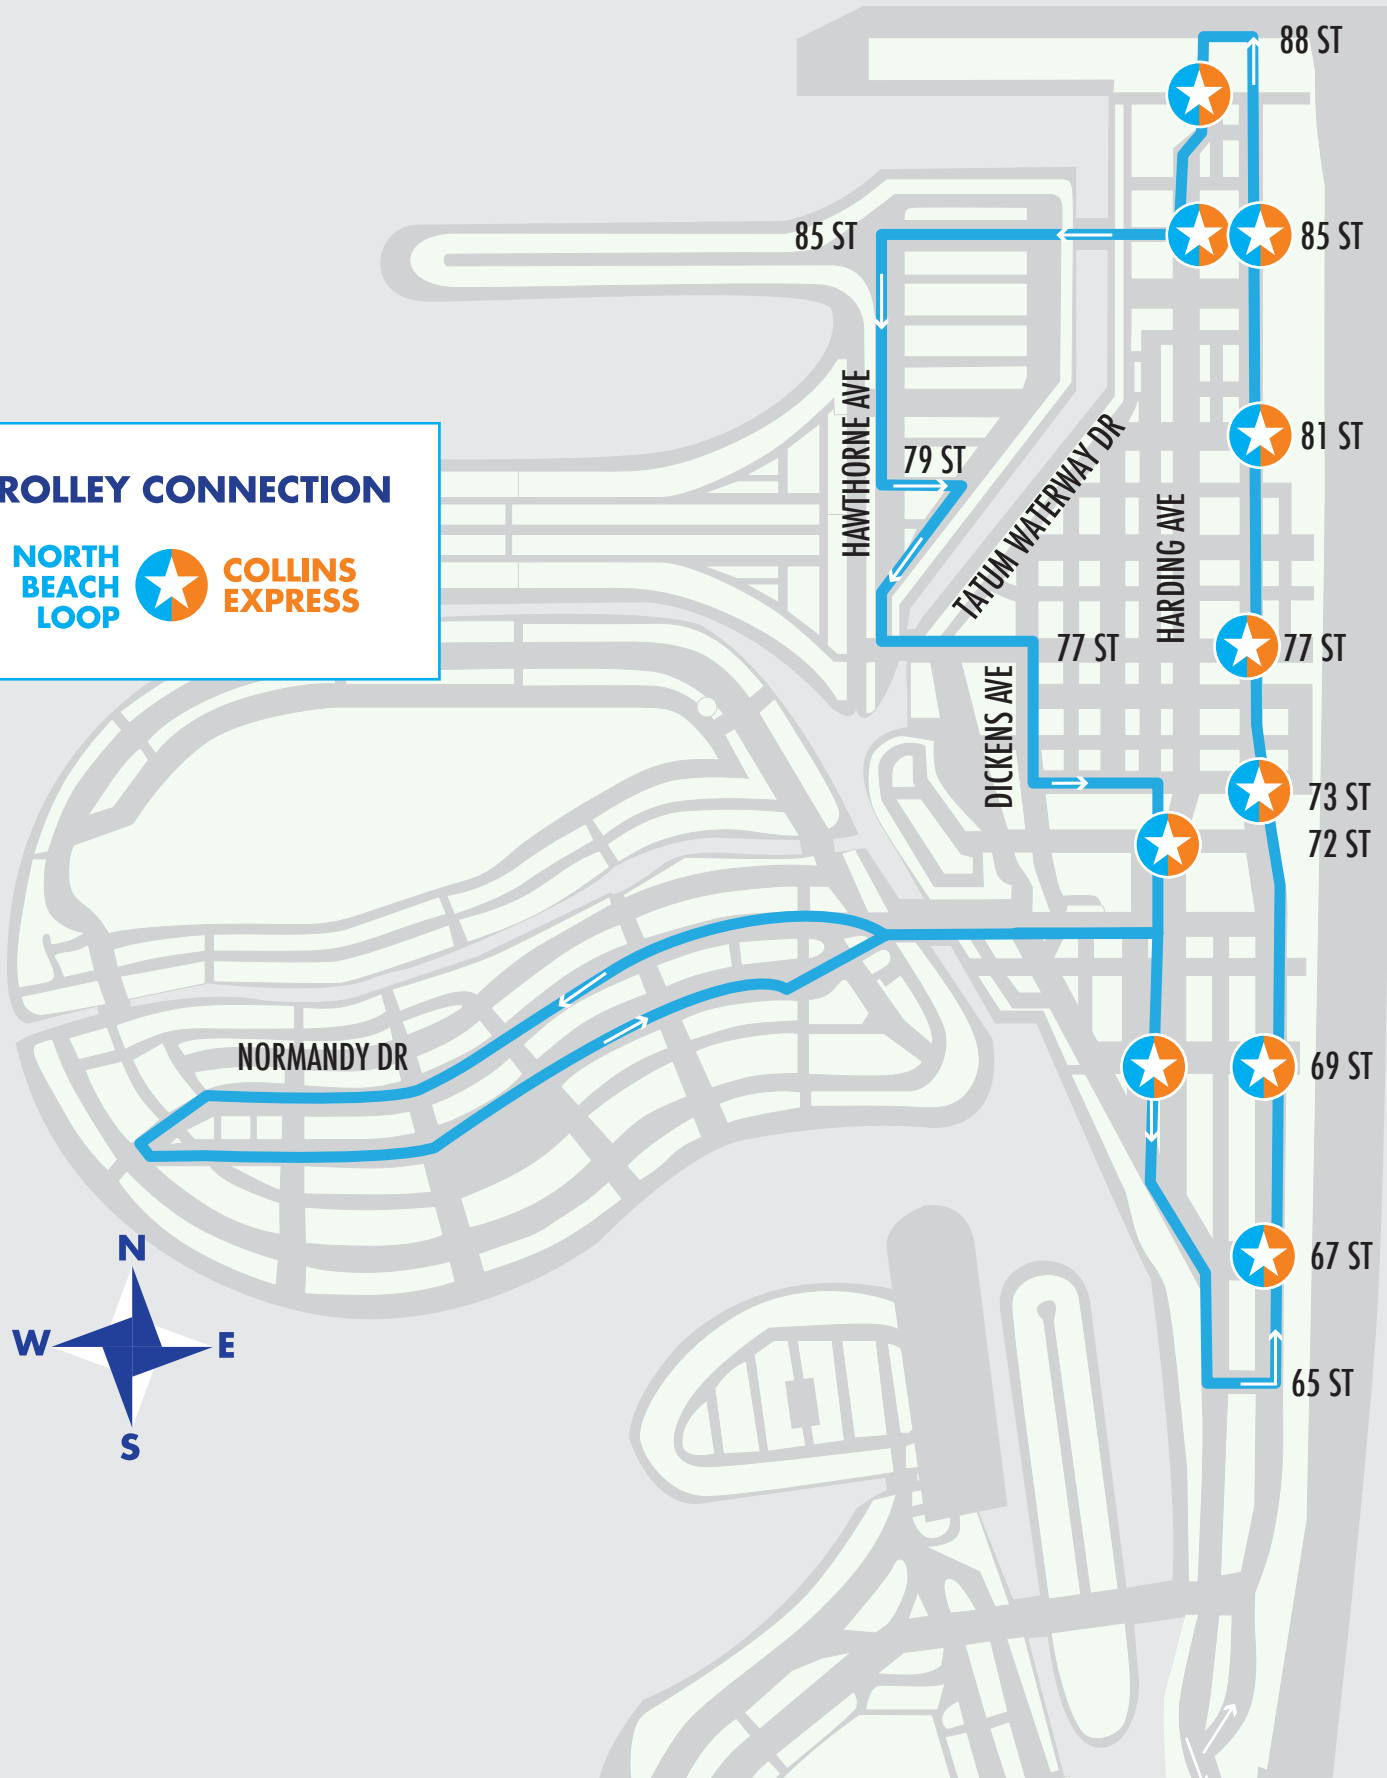 88 ST
85 ST
85 ST
HAWTHORNE AVE
TATUM WATERWAY DR
81 ST
79 ST
ROLLEY CONNECTION
NORTH
BEACH
LOOP
COLLINS
EXPRESS
HARDING AVE
77 ST
77 ST
DICKENS AVE
73 ST
72 ST
NORMANDY DR
69 ST
67 ST
65 ST
N
W
E
S